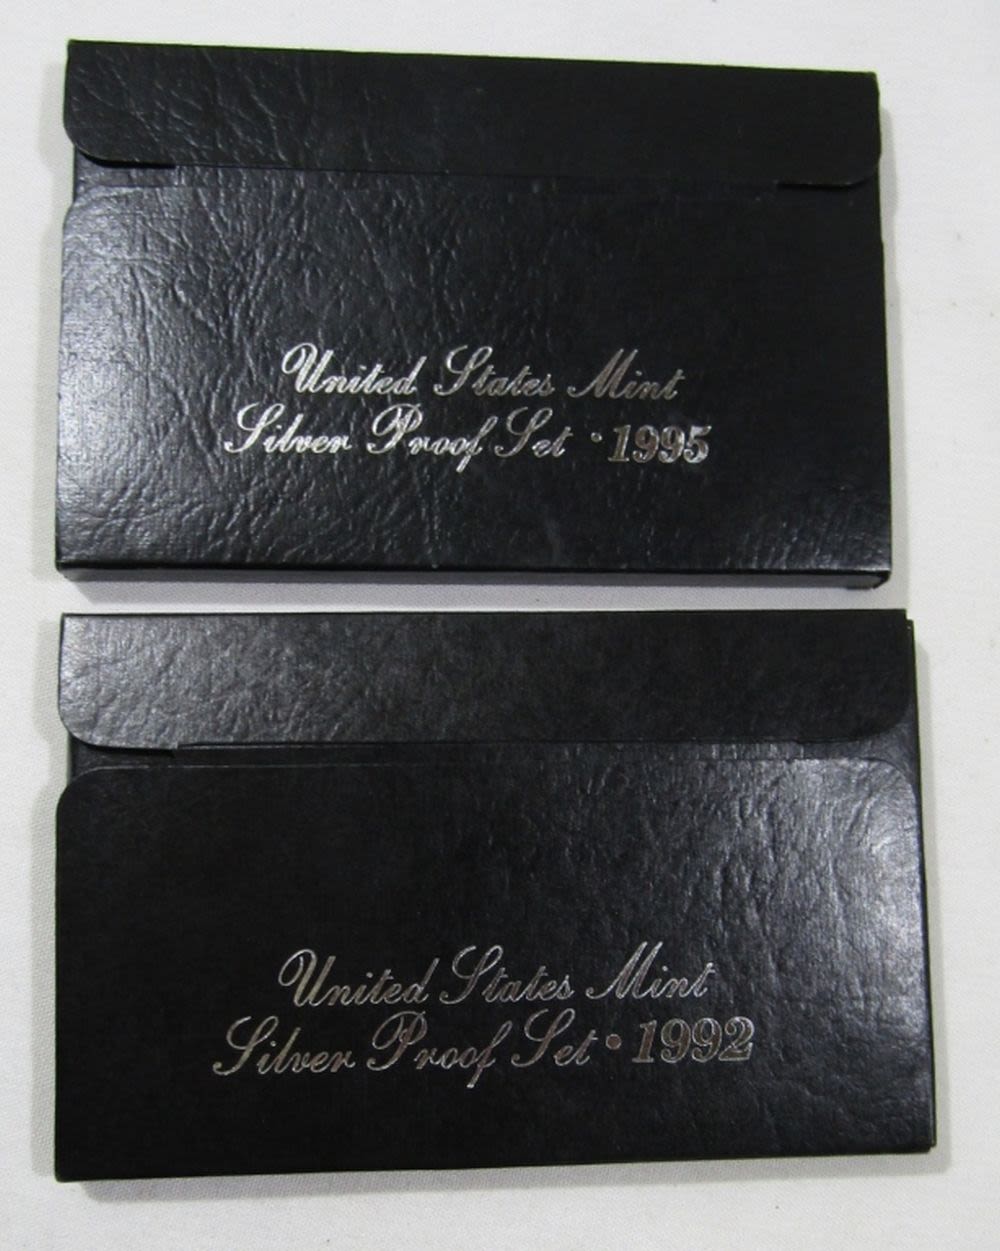 United States Mint
Silver Proof Set • 1995
United States Mint
Silver Proof Set • 1992